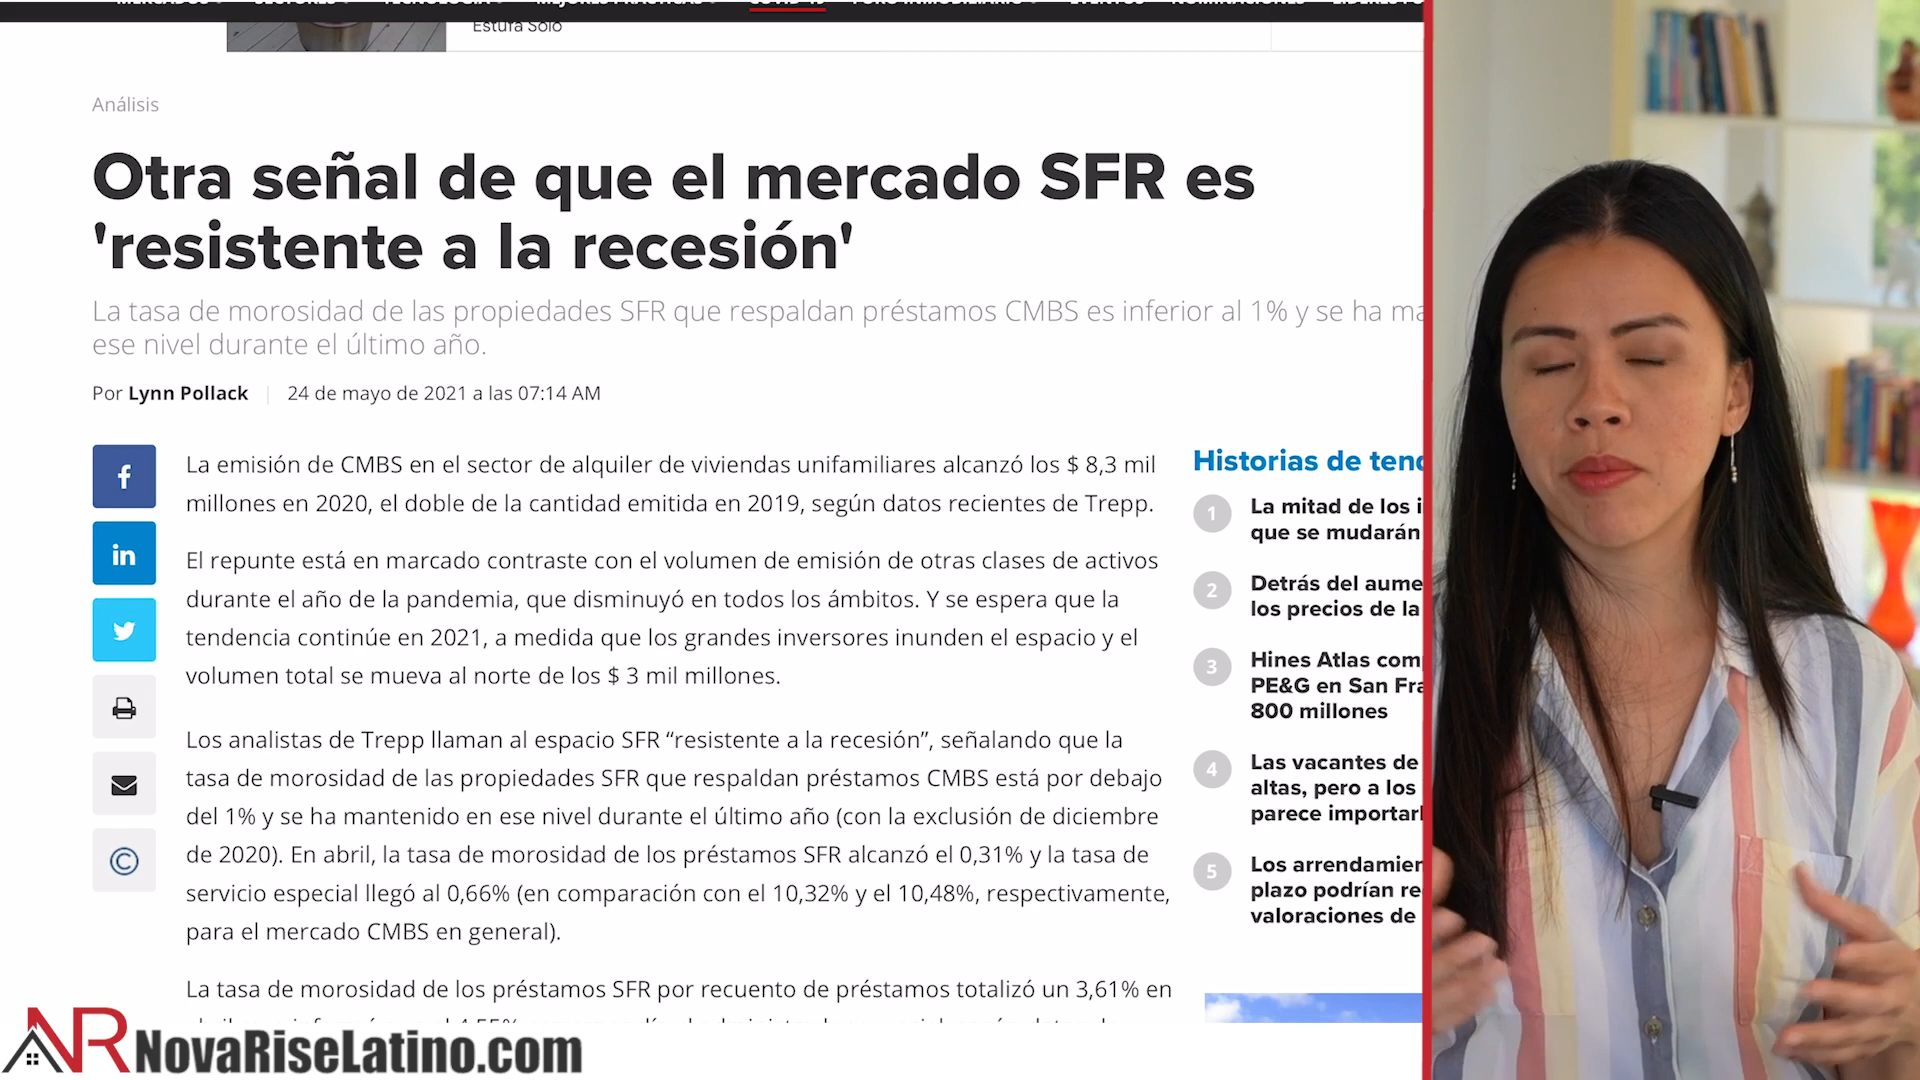 COVID-19
Estufa Solo
Análisis
Otra señal de que el mercado SFR es
'resistente a la recesión'
La tasa de morosidad de las propiedades SFR que respaldan préstamos CMBS es inferior al 1% y se ha
ese nivel durante el último año.
Por Lynn Pollack
24 de mayo de 2021 a las 07:14 AM
La emisión de CMBS en el sector de alquiler de viviendas unifamiliares alcanzó los $ 8,3 mil
millones en 2020, el doble de la cantidad emitida en 2019, según datos recientes de Trepp.
El repunte está en marcado contraste con el volumen de emisión de otras clases de activos
durante el año de la pandemia, que disminuyó en todos los ámbitos. Y se espera que la
tendencia continúe en 2021, a medida que los grandes inversores inunden el espacio y el
volumen total se mueva al norte de los $ 3 mil millones.
Los analistas de Trepp llaman al espacio SFR “resistente a la recesión”, señalando que la
tasa de morosidad de las propiedades SFR que respaldan préstamos CMBS está por debajo
del 1% y se ha mantenido en ese nivel durante el último año (con la exclusión de diciembre
de 2020). En abril, la tasa de morosidad de los préstamos SFR alcanzó el 0,31% y la tasa de
servicio especial llegó al 0,66% (en comparación con el 10,32% y el 10,48%, respectivamente,
para el mercado CMBS en general).
La tasa de morosidad de los préstamos SFR por recuento de préstamos totalizó un 3,61% en
Historias de
1
La mitad de los
que se mudarán
2
Detrás del
los precios de la
3
Hines Atlas
PE&G en San
800 millones
4
Las vacantes de
altas, pero a los
parece
5
Los
plazo podrían
valoraciones de
NR NovaRiseLatino.com